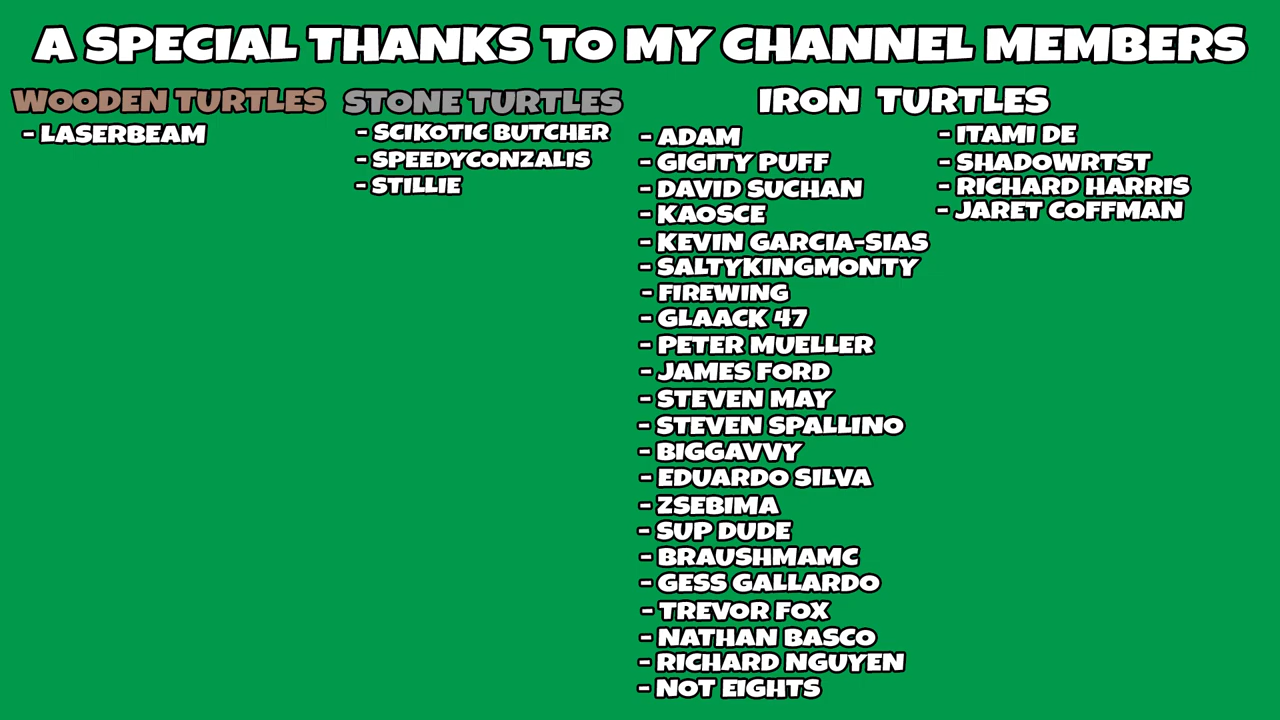 A SPECIAL THANKS TO MY CHANNEL MEMBERS
WOODEN TURTLES
- LASERBEAM
STONE TURTLES
- SCIKOTIC BUTCHER
- SPEEDYCONZALIS
- STILLIE
IRON TURTLES
- ADAM
- GIGITY PUFF
- DAVID SUCHAN
- KAOSCE
- KEVIN GARCIA-SIAS
- SALTYKINGMONTY
- FIREWING
- GLAACK 47
- PETER MUELLER
- JAMES FORD
- STEVEN MAY
- STEVEN SPALLINO
- BIGGAVVY
- EDUARDO SILVA
- ZSEBIMA
- SUP DUDE
- BRAUSHMAMC
- GESS GALLARDO
- TREVOR FOX
- NATHAN BASCO
- RICHARD NGUYEN
- NOT EIGHTS
- ITAMI DE
- SHADOWRTST
- RICHARD HARRIS
- JARET COFFMAN